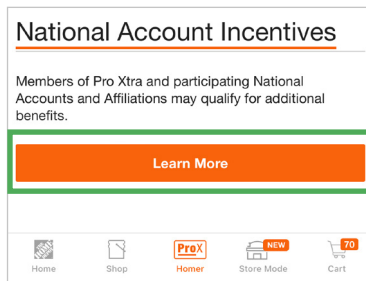 National Account Incentives
Members of Pro Xtra and participating National
Accounts and Affiliations may qualify for additional
benefits.
Learn More
ProX NEW 70
Home Shop Homer Store Mode Cart